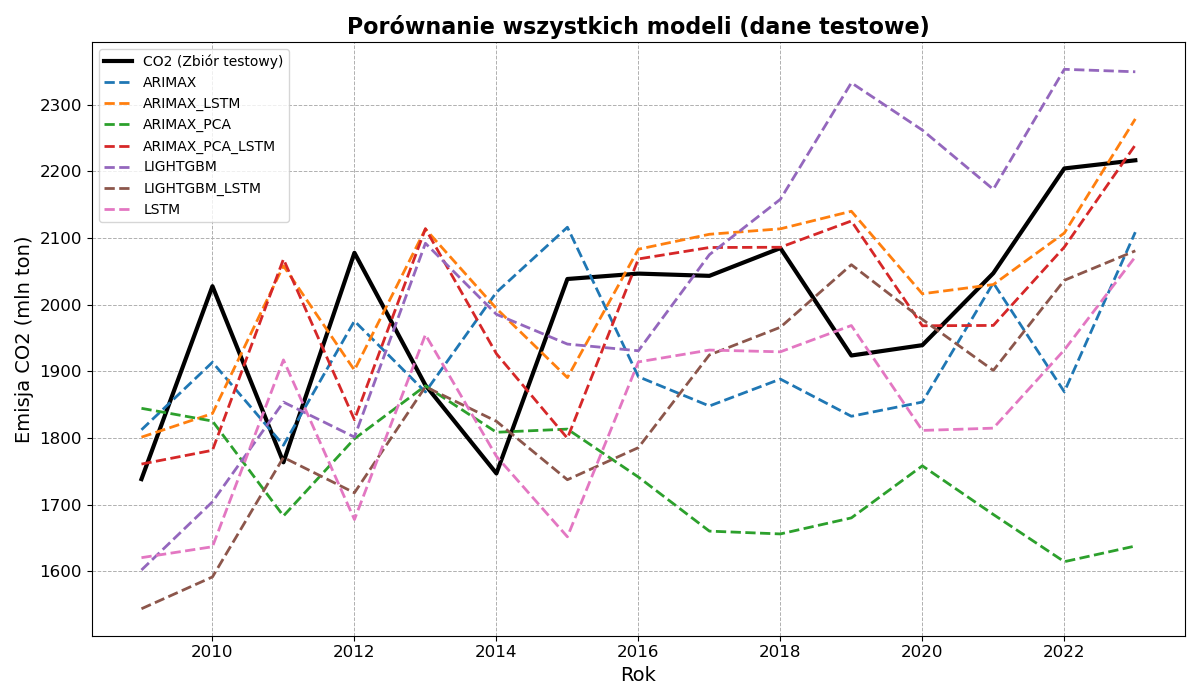 Porównanie wszystkich modeli (dane testowe)
CO2 (Zbiór testowy)
ARIMAX
ARIMAX_LSTM
ARIMAX_PCA
ARIMAX_PCA_LSTM
LIGHTGBM
LIGHTGBM_LSTM
LSTM
Emisja CO2 (mln ton)
2300
2200
2100
2000
1900
1800
1700
1600
2010 2012 2014 2016 2018 2020 2022
Rok